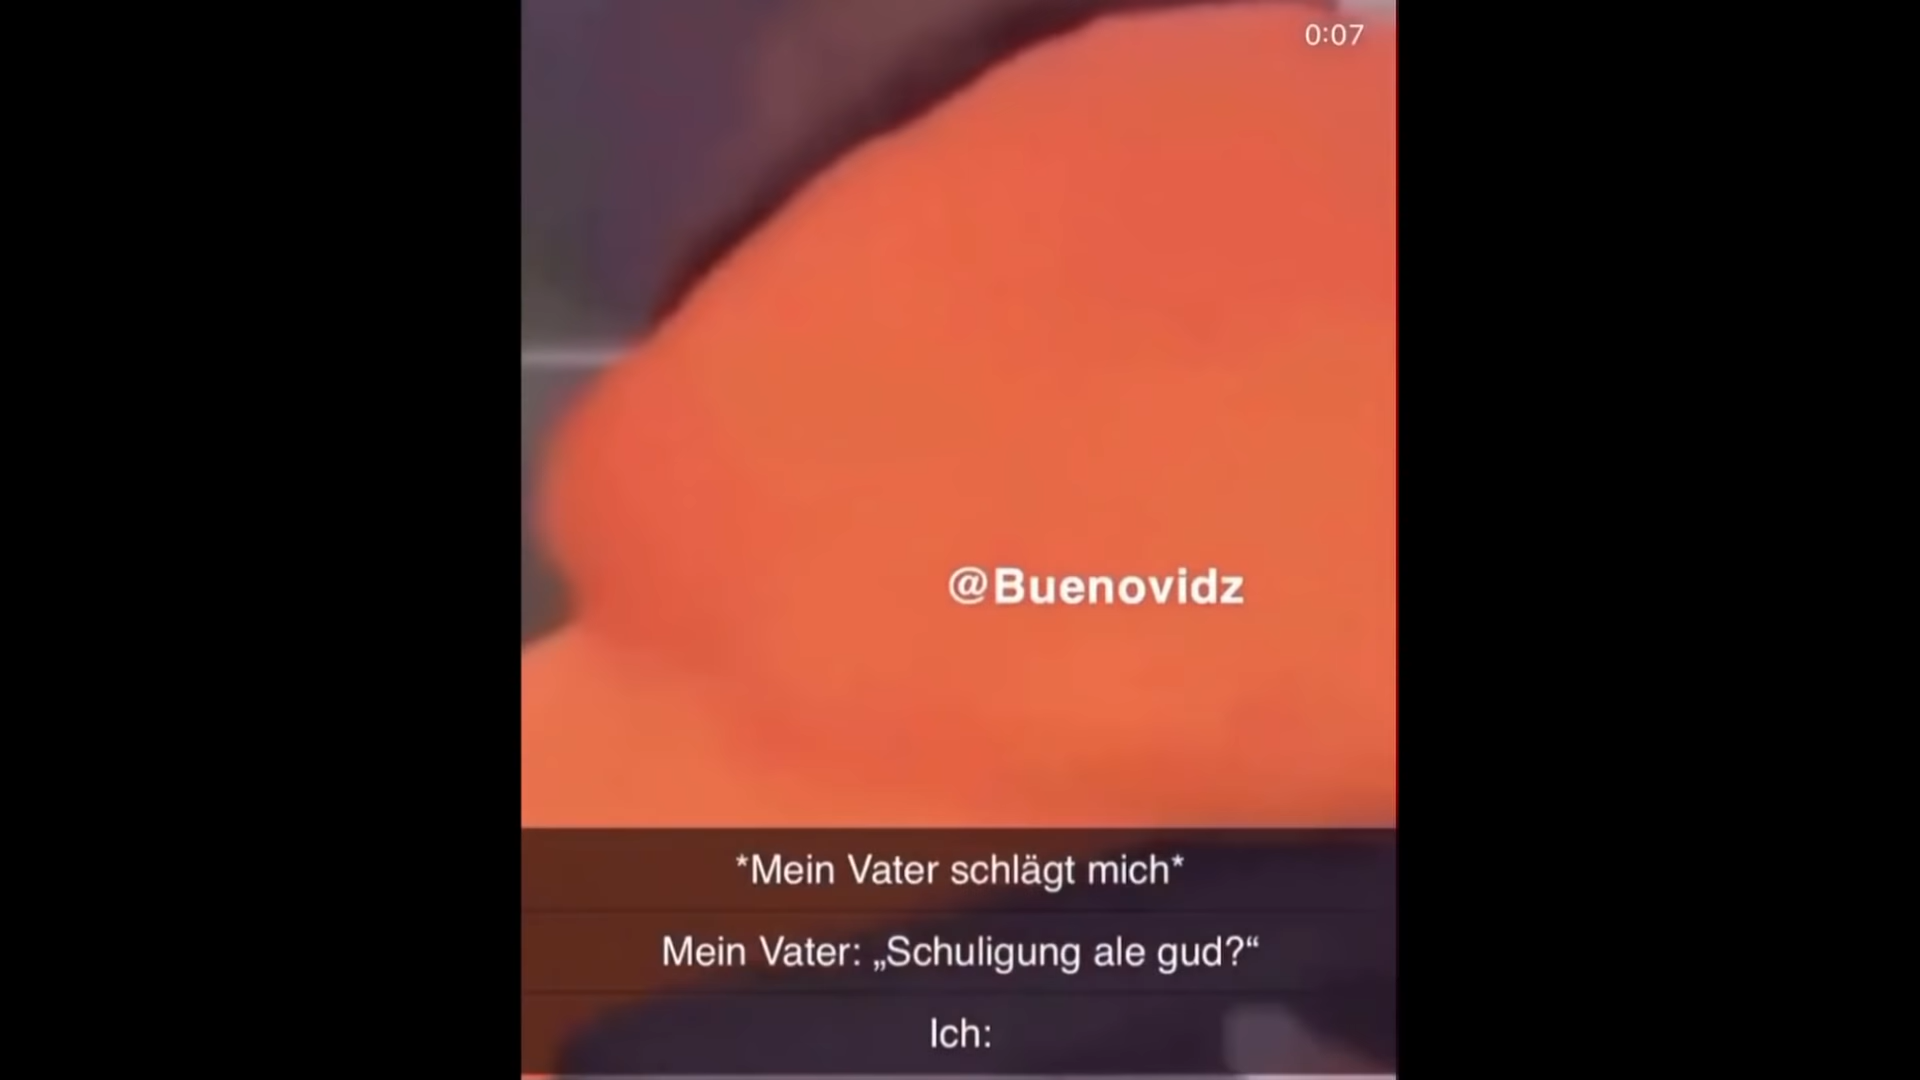 0:07
@Buenovidz
*Mein Vater schlägt mich*
Mein Vater: „Schuligung ale gud?“
Ich: